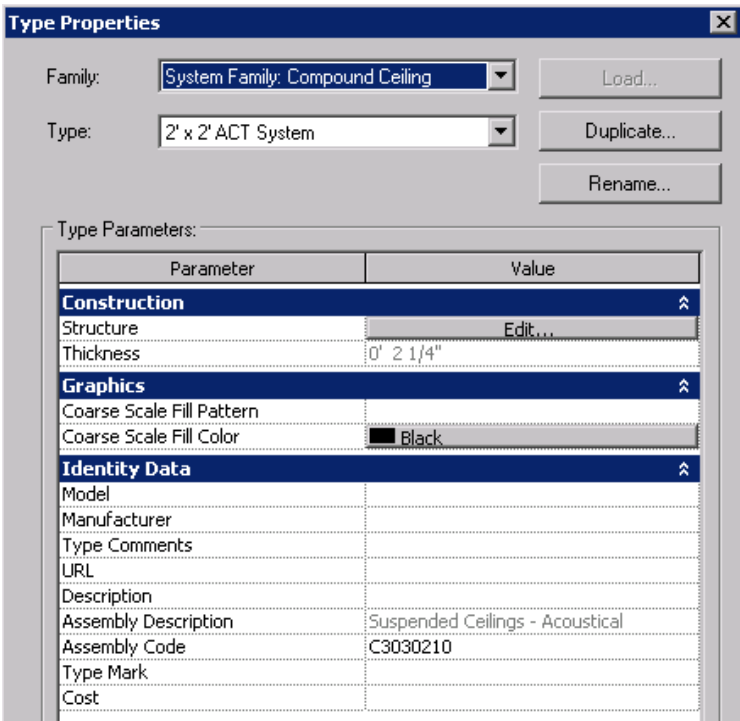 Type Properties
Family: System Family: Compound Ceiling Load...
Type: 2' x 2' ACT System Duplicate...
Rename...
Type Parameters:
Parameter Value
Construction
Structure Edit...
Thickness 0' 2 1/4"
Graphics
Coarse Scale Fill Pattern
Coarse Scale Fill Color Black
Identity Data
Model
Manufacturer
Type Comments
URL
Description
Assembly Description Suspended Ceilings - Acoustical
Assembly Code C3030210
Type Mark
Cost